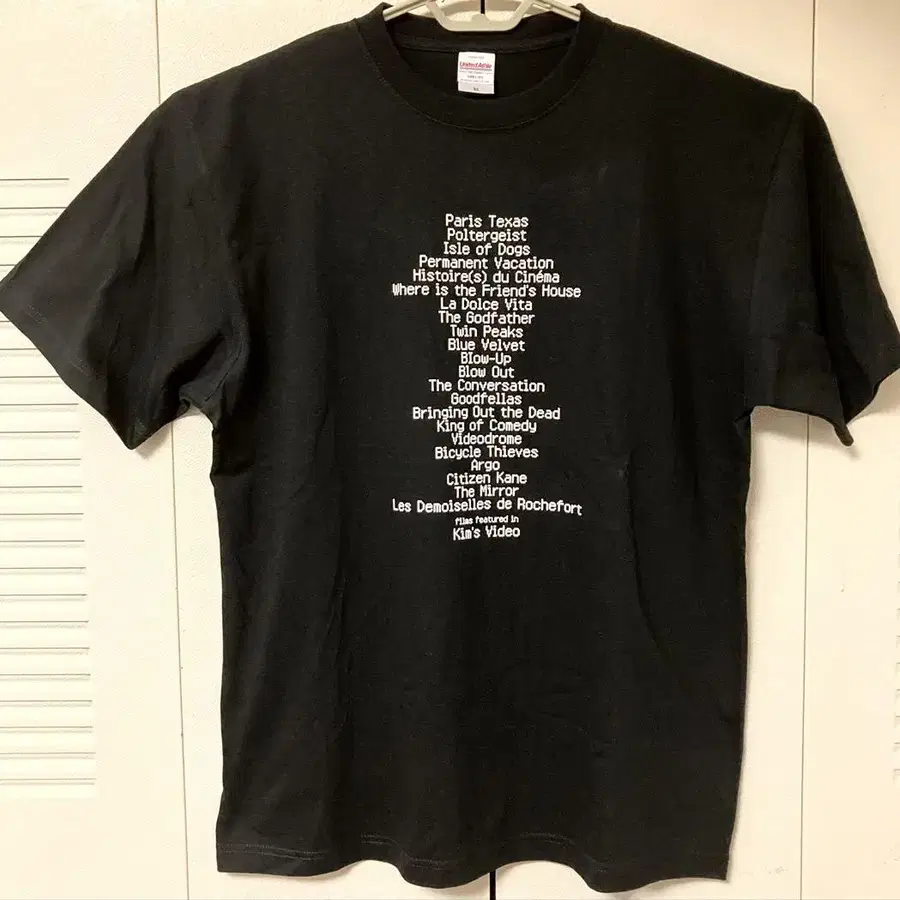 United Athle
Paris Texas
Poltergeist
Isle of Dogs
Permanent Vacation
Histoire(s) du Cinéma
Where is the Friend's House
La Dolce Vita
The Godfather
Twin Peaks
Blue Velvet
Blow-Up
Blow Out
The Conversation
Goodfellas
Bringing Out the Dead
King of Comedy
Videodrome
Bicycle Thieves
Argo
Citizen Kane
The Mirror
Les Demoiselles de Rochefort
films featured in
Kim's Video